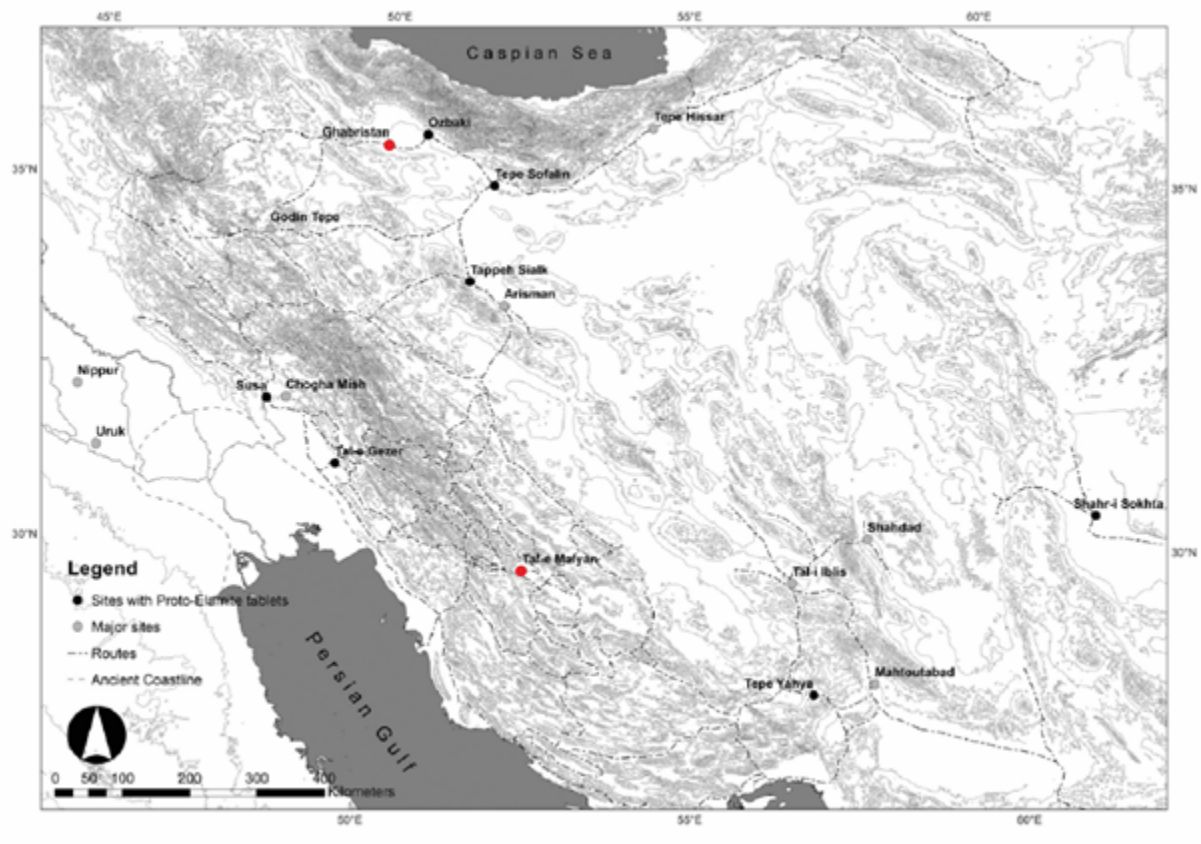 45°E 50°E 55°E 60°E
Caspian Sea
Ozbaki
Ghabristan
Tepe Hissar
35°N
Tepe Sofalin
35°N
Godin Tepe
Tappeh Sialk
Arisman
Nippur
Susa
Chogha Mish
Uruk
Tal-e Gezer
Shahr-i Sokhta
Shahdad
30°N
30°N
Tal-e Malyan
Tal-i Iblis
Legend
Sites with Proto-Elamite tablets
Major sites
Routes
Ancient Coastline
Persian Gulf
Mahtoutabad
Tepe Yahya
0 50 100 200 300 400
Kilometers
50°E 55°E 60°E